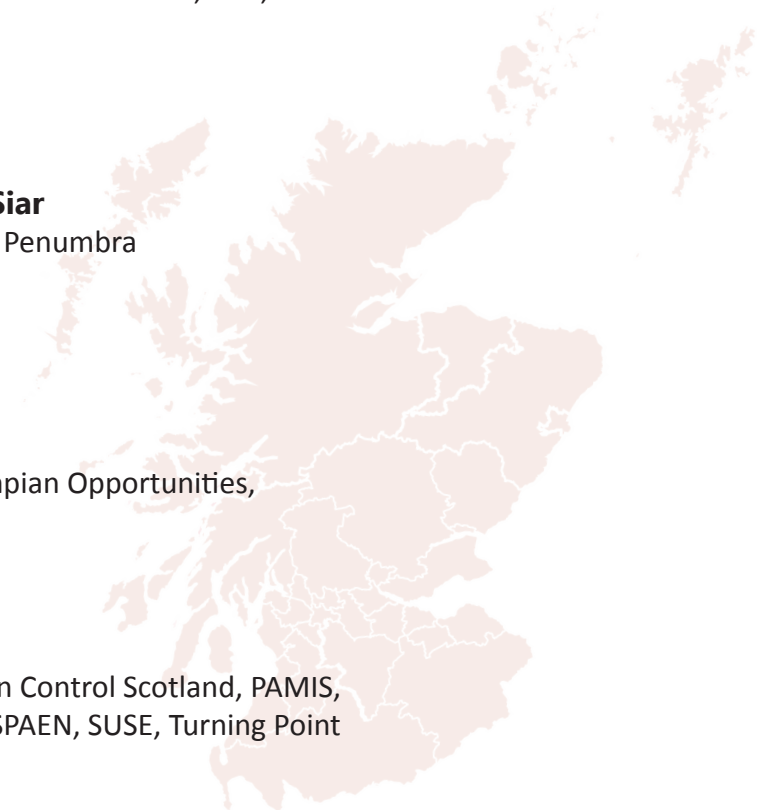 Siar
Penumbra
pian Opportunities,
n Control Scotland, PAMIS,
SPAEN, SUSE, Turning Point